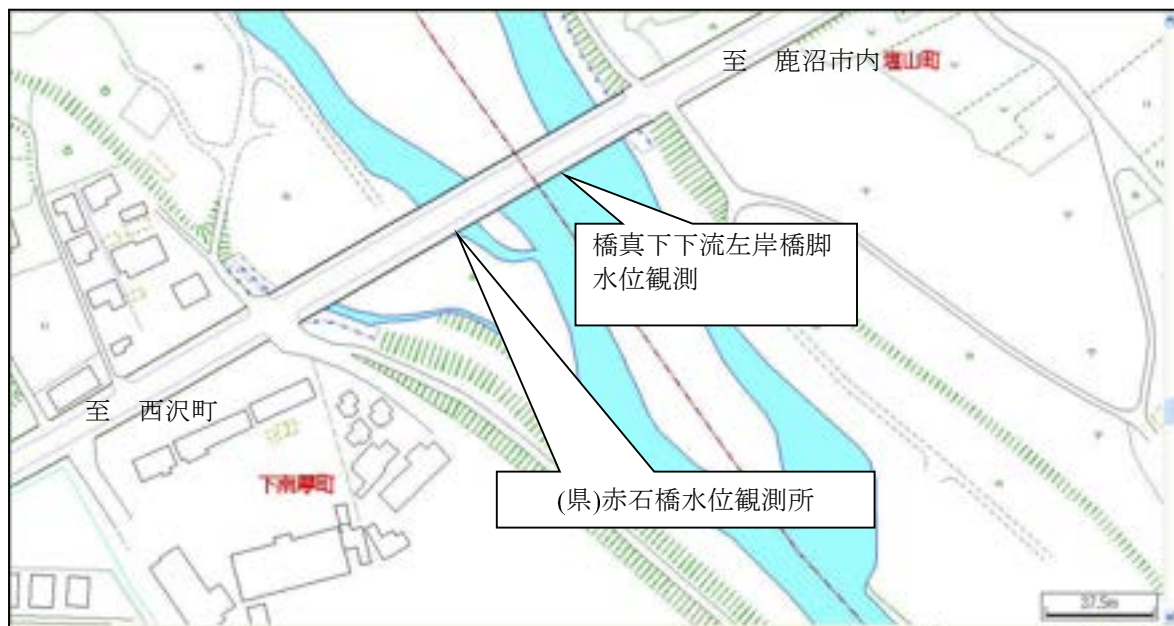 至　鹿沼市内
塩山町
橋真下下流左岸橋脚
水位観測
至　西沢町
下南摩町
(県)赤石橋水位観測所
37.5m